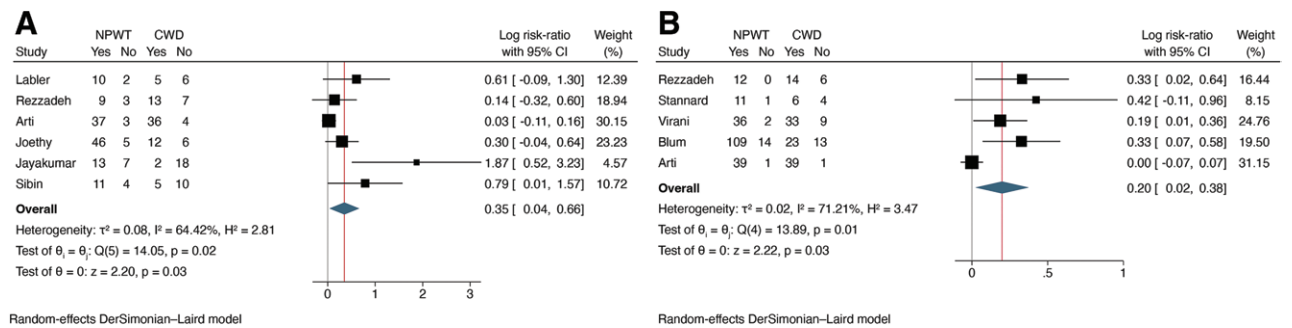 A
NPWT CWD Log risk-ratio Weight
Study Yes No Yes No with 95% CI (%)
Labler 10 2 5 6 0.61 [ -0.09, 1.30] 12.39
Rezzadeh 9 3 13 7 0.14 [ -0.32, 0.60] 18.94
Arti 37 3 36 4 0.03 [ -0.11, 0.16] 30.15
Joethy 46 5 12 6 0.30 [ -0.04, 0.64] 23.23
Jayakumar 13 7 2 18 1.87 [ 0.52, 3.23] 4.57
Sibin 11 4 5 10 0.79 [ 0.01, 1.57] 10.72
Overall 0.35 [ 0.04, 0.66]
Heterogeneity: τ² = 0.08, I² = 64.42%, H² = 2.81
Test of θᵢ = θⱼ: Q(5) = 14.05, p = 0.02
Test of θ = 0: z = 2.20, p = 0.03
0 1 2 3
Random-effects DerSimonian–Laird model
B
NPWT CWD Log risk-ratio Weight
Study Yes No Yes No with 95% CI (%)
Rezzadeh 12 0 14 6 0.33 [ 0.02, 0.64] 16.44
Stannard 11 1 6 4 0.42 [ -0.11, 0.96] 8.15
Virani 36 2 33 9 0.19 [ 0.01, 0.36] 24.76
Blum 109 14 23 13 0.33 [ 0.07, 0.58] 19.50
Arti 39 1 39 1 0.00 [ -0.07, 0.07] 31.15
Overall 0.20 [ 0.02, 0.38]
Heterogeneity: τ² = 0.02, I² = 71.21%, H² = 3.47
Test of θᵢ = θⱼ: Q(4) = 13.89, p = 0.01
Test of θ = 0: z = 2.22, p = 0.03
0 .5 1
Random-effects DerSimonian–Laird model